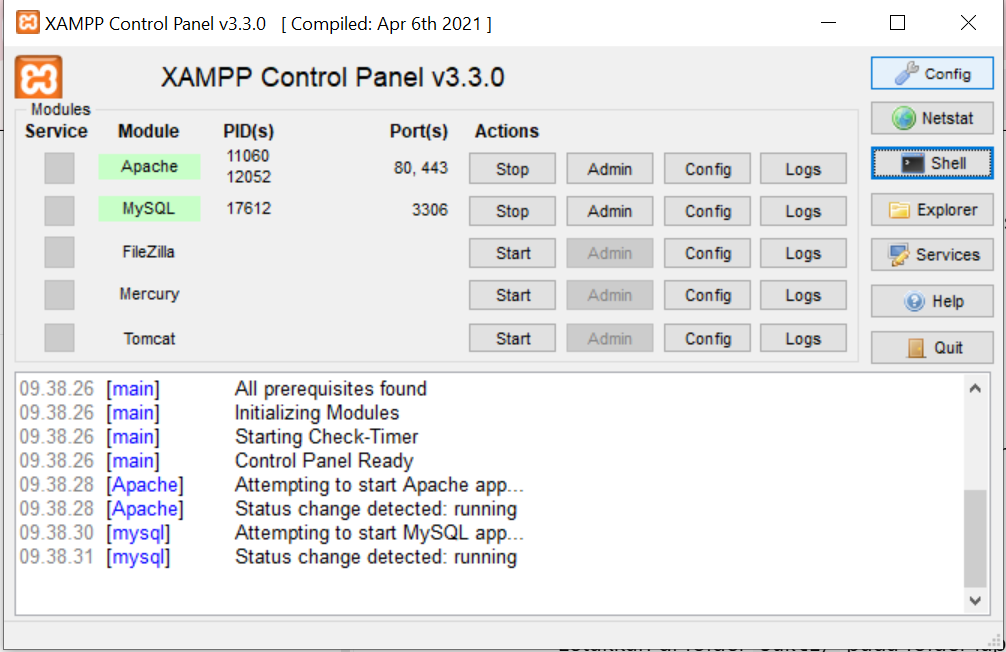 XAMPP Control Panel v3.3.0 [ Compiled: Apr 6th 2021 ]
XAMPP Control Panel v3.3.0
Config
Modules
Service Module PID(s) Port(s) Actions
Netstat
Apache 11060 12052 80, 443 Stop Admin Config Logs
Shell
MySQL 17612 3306 Stop Admin Config Logs
Explorer
FileZilla Start Admin Config Logs
Services
Mercury Start Admin Config Logs
Help
Tomcat Start Admin Config Logs
Quit
09.38.26 [main] All prerequisites found
09.38.26 [main] Initializing Modules
09.38.26 [main] Starting Check-Timer
09.38.26 [main] Control Panel Ready
09.38.28 [Apache] Attempting to start Apache app...
09.38.28 [Apache] Status change detected: running
09.38.30 [mysql] Attempting to start MySQL app...
09.38.31 [mysql] Status change detected: running